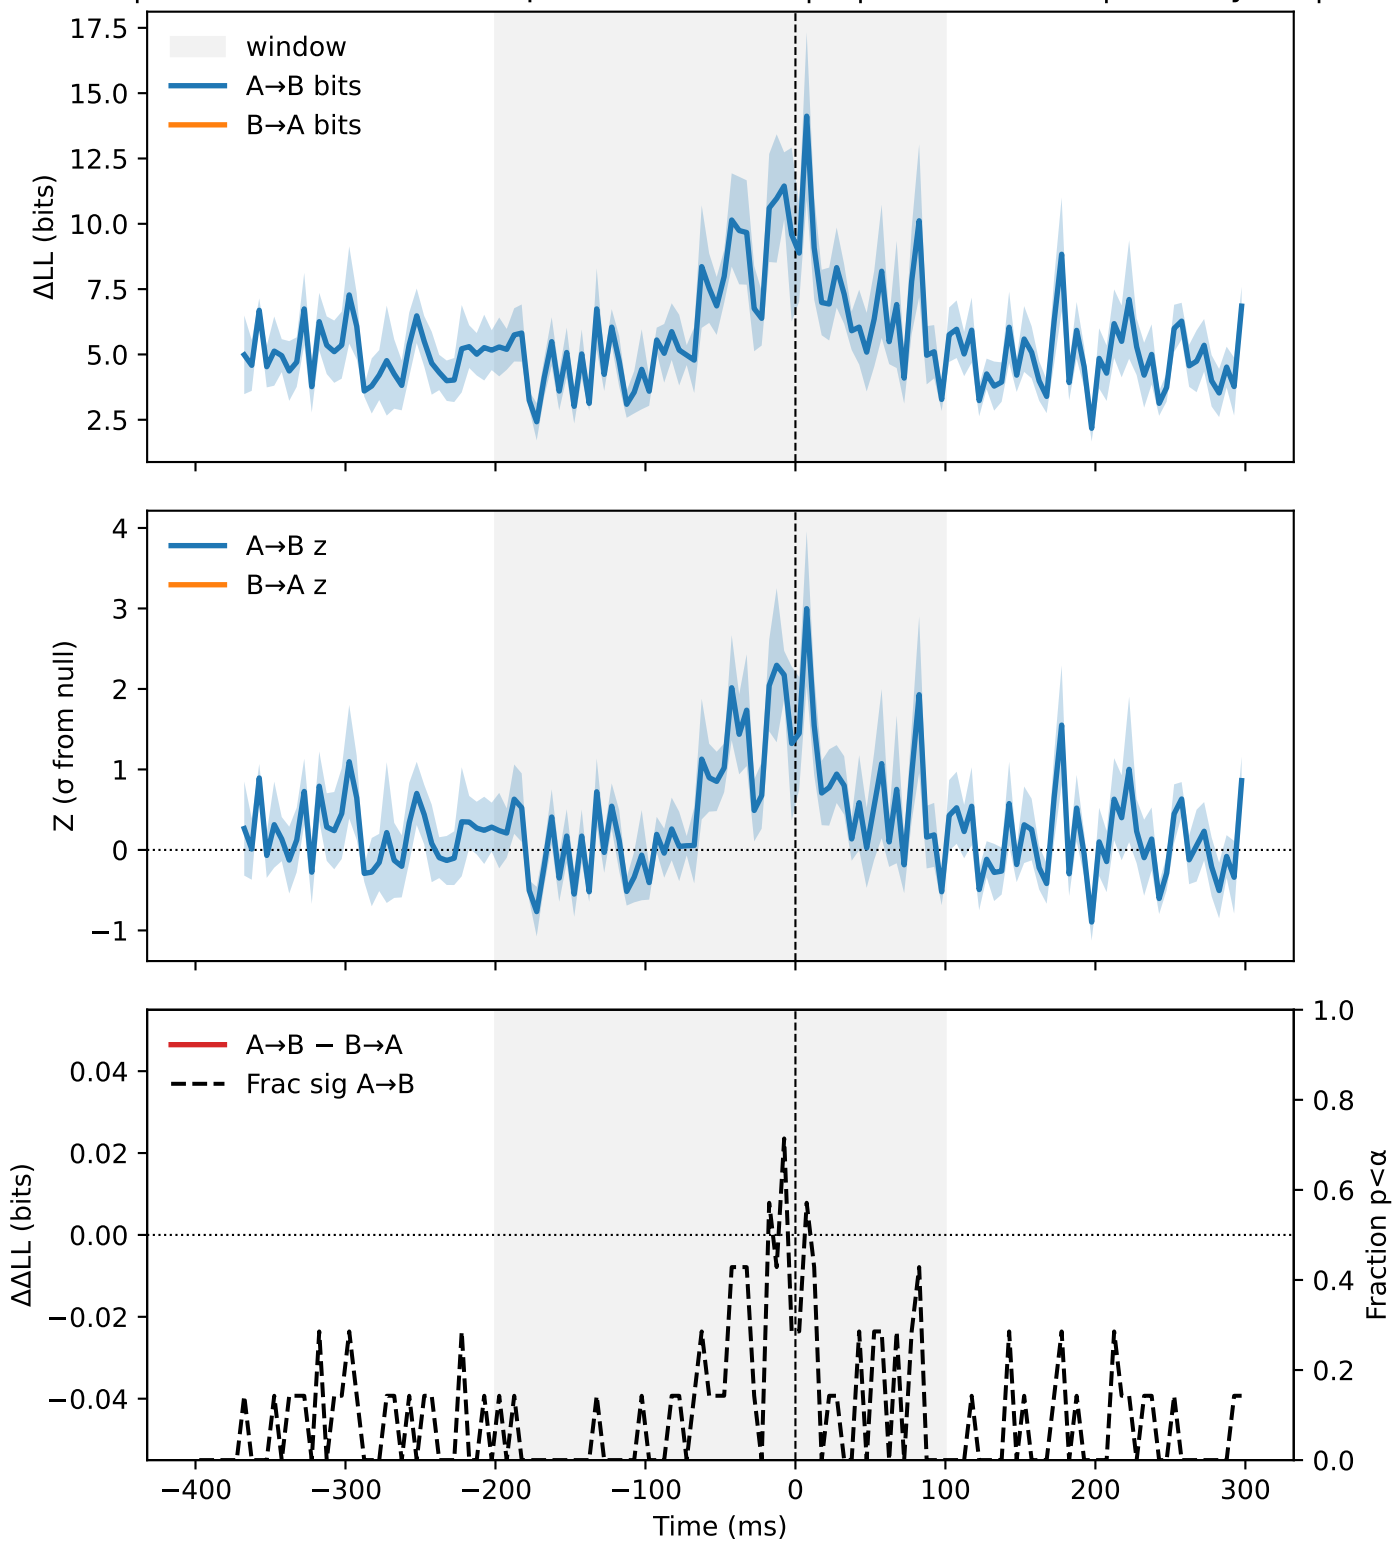 17.5
15.0
12.5
10.0
7.5
5.0
2.5
ΔLL (bits)
window
A→B bits
B→A bits
4
3
2
1
0
−1
Z (σ from null)
A→B z
B→A z
0.04
0.02
0.00
−0.02
−0.04
ΔΔLL (bits)
A→B − B→A
Frac sig A→B
1.0
0.8
0.6
0.4
0.2
0.0
Fraction p<α
−400 −300 −200 −100 0 100 200 300
Time (ms)